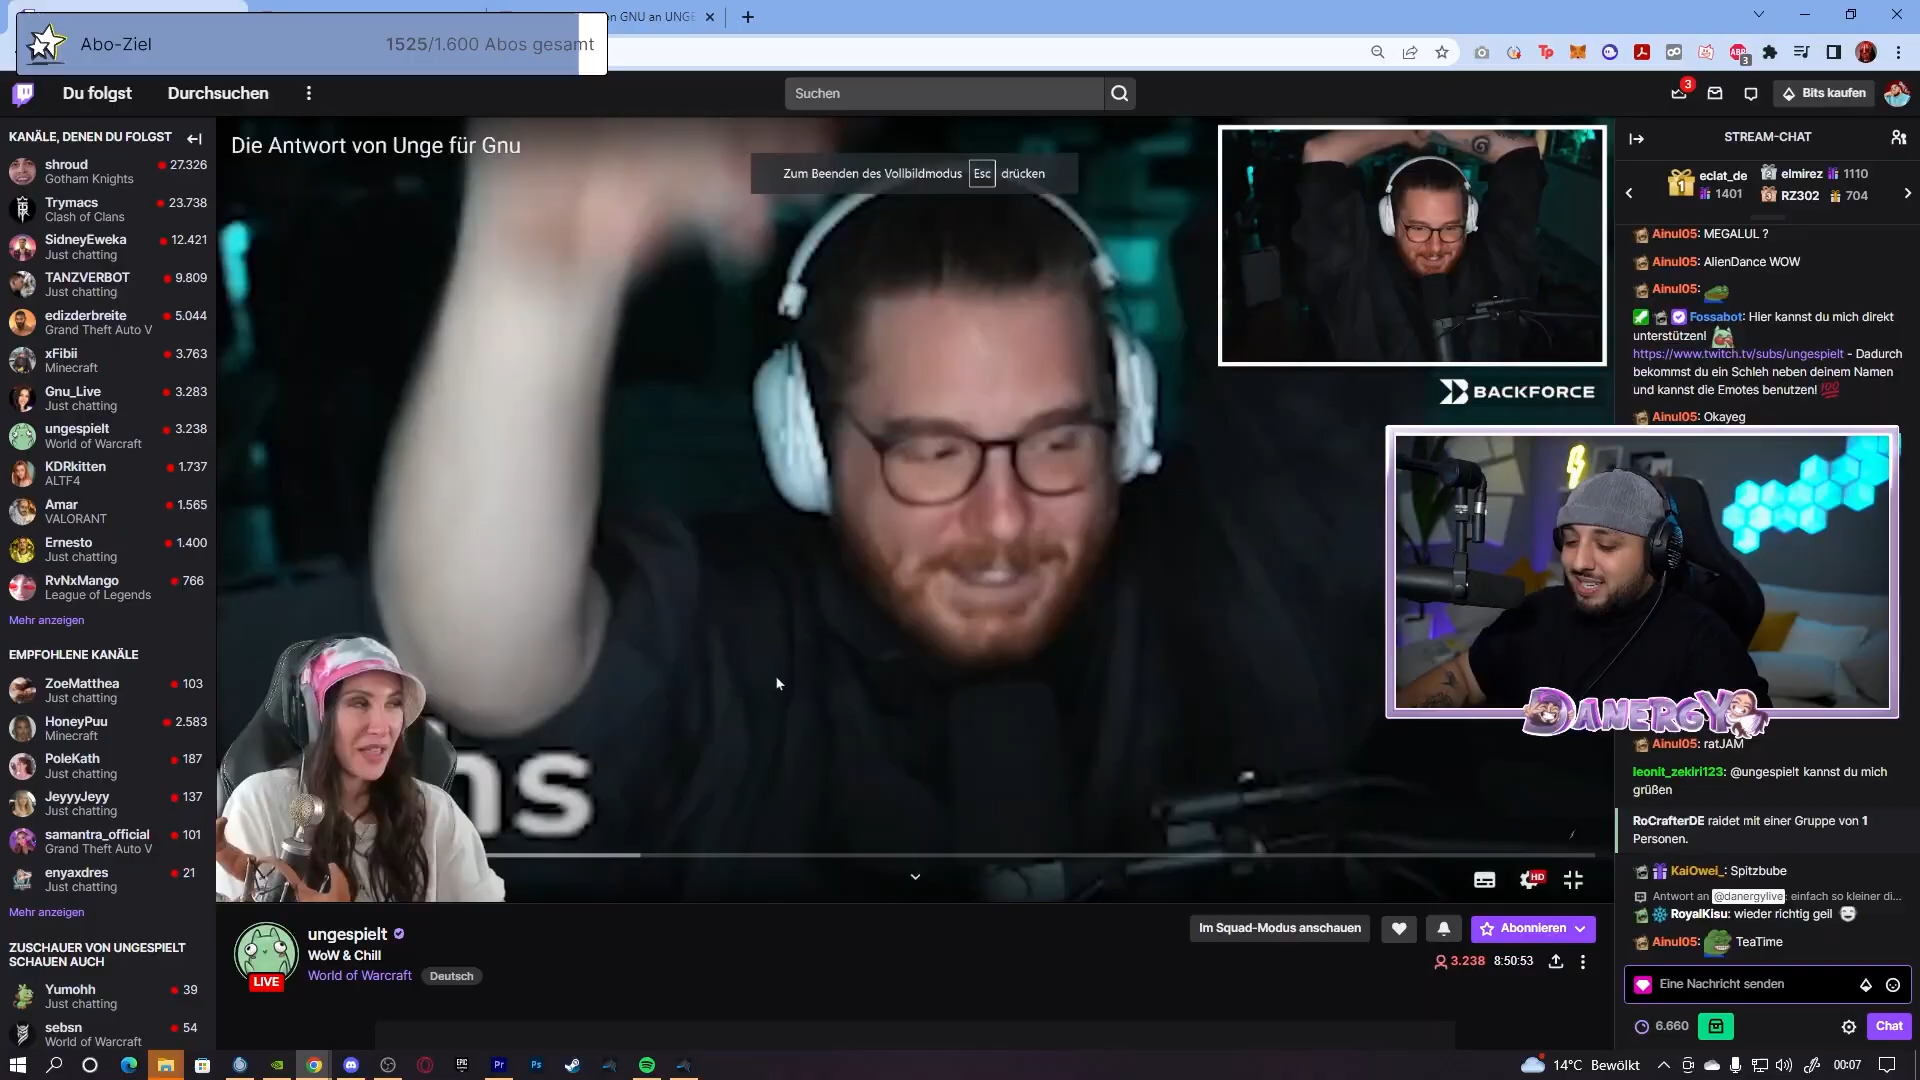 Abo-Ziel
1525/1.600 Abos gesamt
on GNU an UNGE
Du folgst
Durchsuchen
Suchen
3
3
Bits kaufen
KANÄLE, DENEN DU FOLGST
shroud 27.326
Gotham Knights
Trymacs 23.738
Clash of Clans
SidneyEweka 12.421
Just chatting
TANZVERBOT 9.809
Just chatting
edizderbreite 5.044
Grand Theft Auto V
xFibii 3.763
Minecraft
Gnu_Live 3.283
Just chatting
ungespielt 3.238
World of Warcraft
KDRkitten 1.737
ALTF4
Amar 1.565
VALORANT
Ernesto 1.400
Just chatting
RvNxMango 766
League of Legends
Mehr anzeigen
EMPFOHLENE KANÄLE
ZoeMatthea 103
Just chatting
HoneyPuu 2.583
Minecraft
PoleKath 187
Just chatting
JeyyyJeyy 137
Just chatting
samantra_official 101
Grand Theft Auto V
enyaxdres 21
Just chatting
Mehr anzeigen
ZUSCHAUER VON UNGESPIELT
SCHAUEN AUCH
Yumohh 39
Just chatting
sebsn 54
World of Warcraft
Die Antwort von Unge für Gnu
Zum Beenden des Vollbildmodus Esc drücken
BACKFORCE
DANERGY
HD
ungespielt
WoW & Chill
World of Warcraft Deutsch
LIVE
Im Squad-Modus anschauen
Abonnieren
3.238 8:50:53
STREAM-CHAT
1 eclat_de 1401
2 elmirez 1110
3 RZ302 704
Ainul05: MEGALUL ?
Ainul05: AlienDance WOW
Ainul05:
Fossabot: Hier kannst du mich direkt
unterstützen!
https://www.twitch.tv/subs/ungespielt - Dadurch
bekommst du ein Schleh neben deinem Namen
und kannst die Emotes benutzen! 100
Ainul05: Okayeg
Ainul05: ratJAM
leonit_zekiri123: @ungespielt kannst du mich
grüßen
RoCrafterDE raidet mit einer Gruppe von 1
Personen.
KaiOwei_: Spitzbube
Antwort an @danergylive: einfach so kleiner di...
RoyalKisu: wieder richtig geil
Ainul05: TeaTime
Eine Nachricht senden
6.660
Chat
14°C Bewölkt
00:07